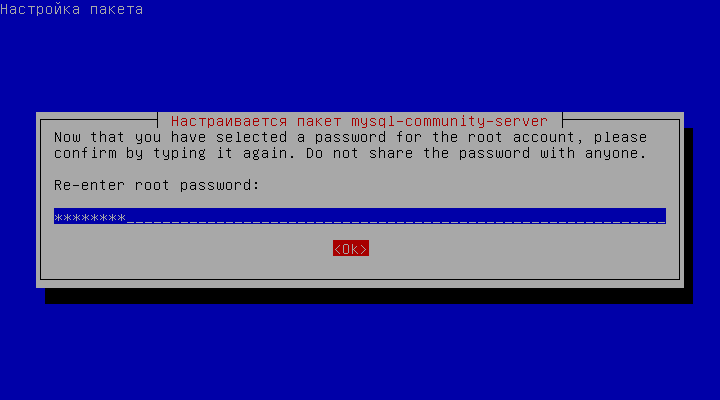 Настройка пакета
Настраивается пакет mysql-community-server
Now that you have selected a password for the root account, please
confirm by typing it again. Do not share the password with anyone.
Re-enter root password:
********
<Ok>